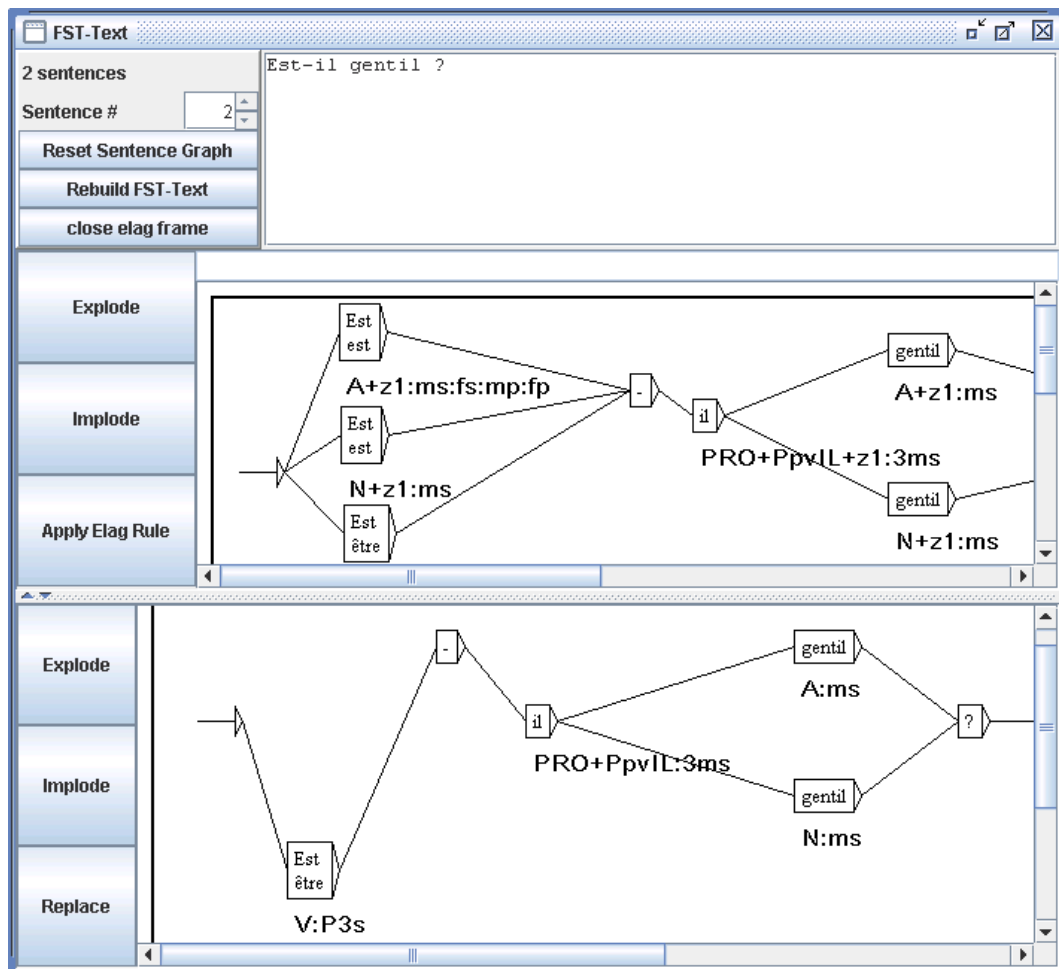 FST-Text
2 sentences
Sentence # 2
Reset Sentence Graph
Rebuild FST-Text
close elag frame
Est-il gentil ?
Explode
Implode
Apply Elag Rule
Est
est
A+z1:ms:fs:mp:fp
Est
est
N+z1:ms
Est
être
-
il
PRO+PpvIL+z1:3ms
gentil
A+z1:ms
gentil
N+z1:ms
Explode
Implode
Replace
Est
être
V:P3s
-
il
PRO+PpvIL:3ms
gentil
A:ms
gentil
N:ms
?